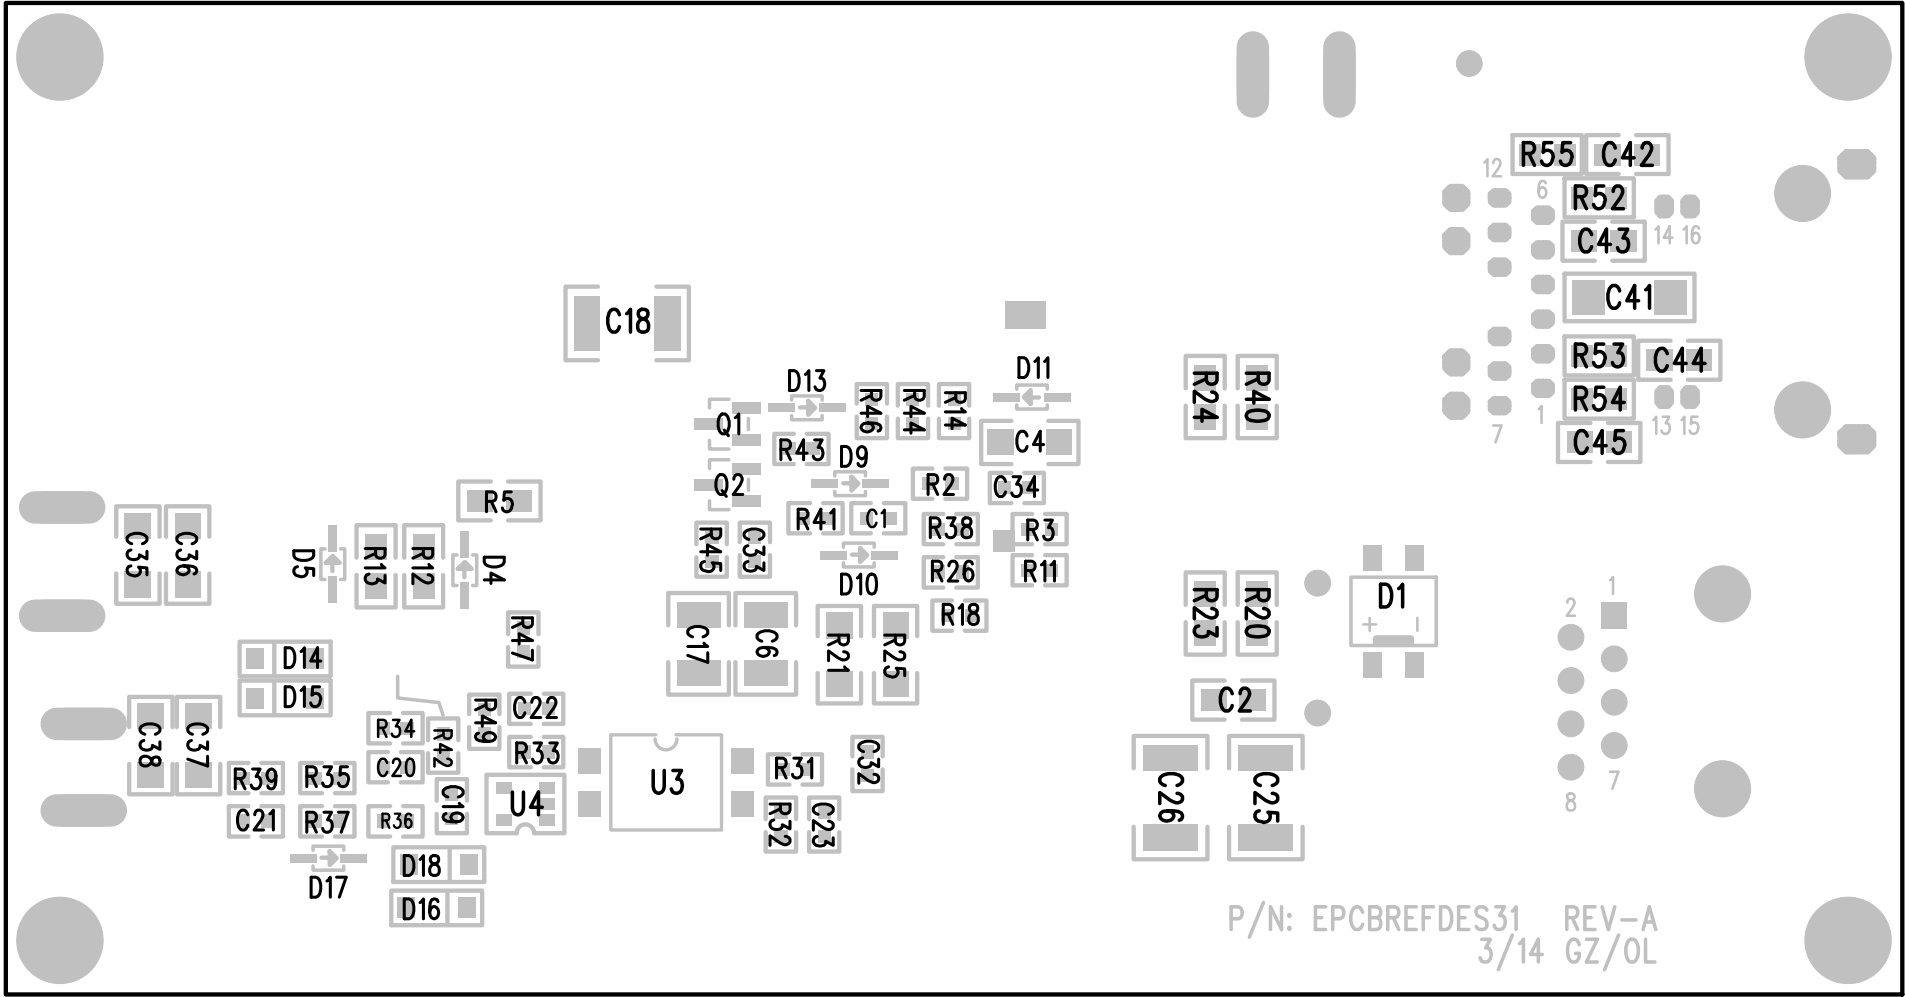 R55 C42
12
6 R52
C43 14 16
C41
C18
R53 C44
D13 D11
R46 R44 R14 R24 R40
R54
Q1 1 13 15
7
R43 C4 C45
D9
Q2 R2 C34
R5
R41 C1 R38 R3
C35 C36 D5 R13 R12 D4 R45 C33
D10 R26 R11
D1
+ -
1
2
R18 R23 R20
R47 C17 C6 R21 R25
D14
D15
C22 C2
R49
R34 R42
C38 C37 R33
C20 R31 C32
R39 R35 U3
7
C19 U4 C26 C25
8
C21 R37 R36 R32 C23
D18
D17
D16
P/N: EPCBREFDES31 REV-A
3/14 GZ/OL